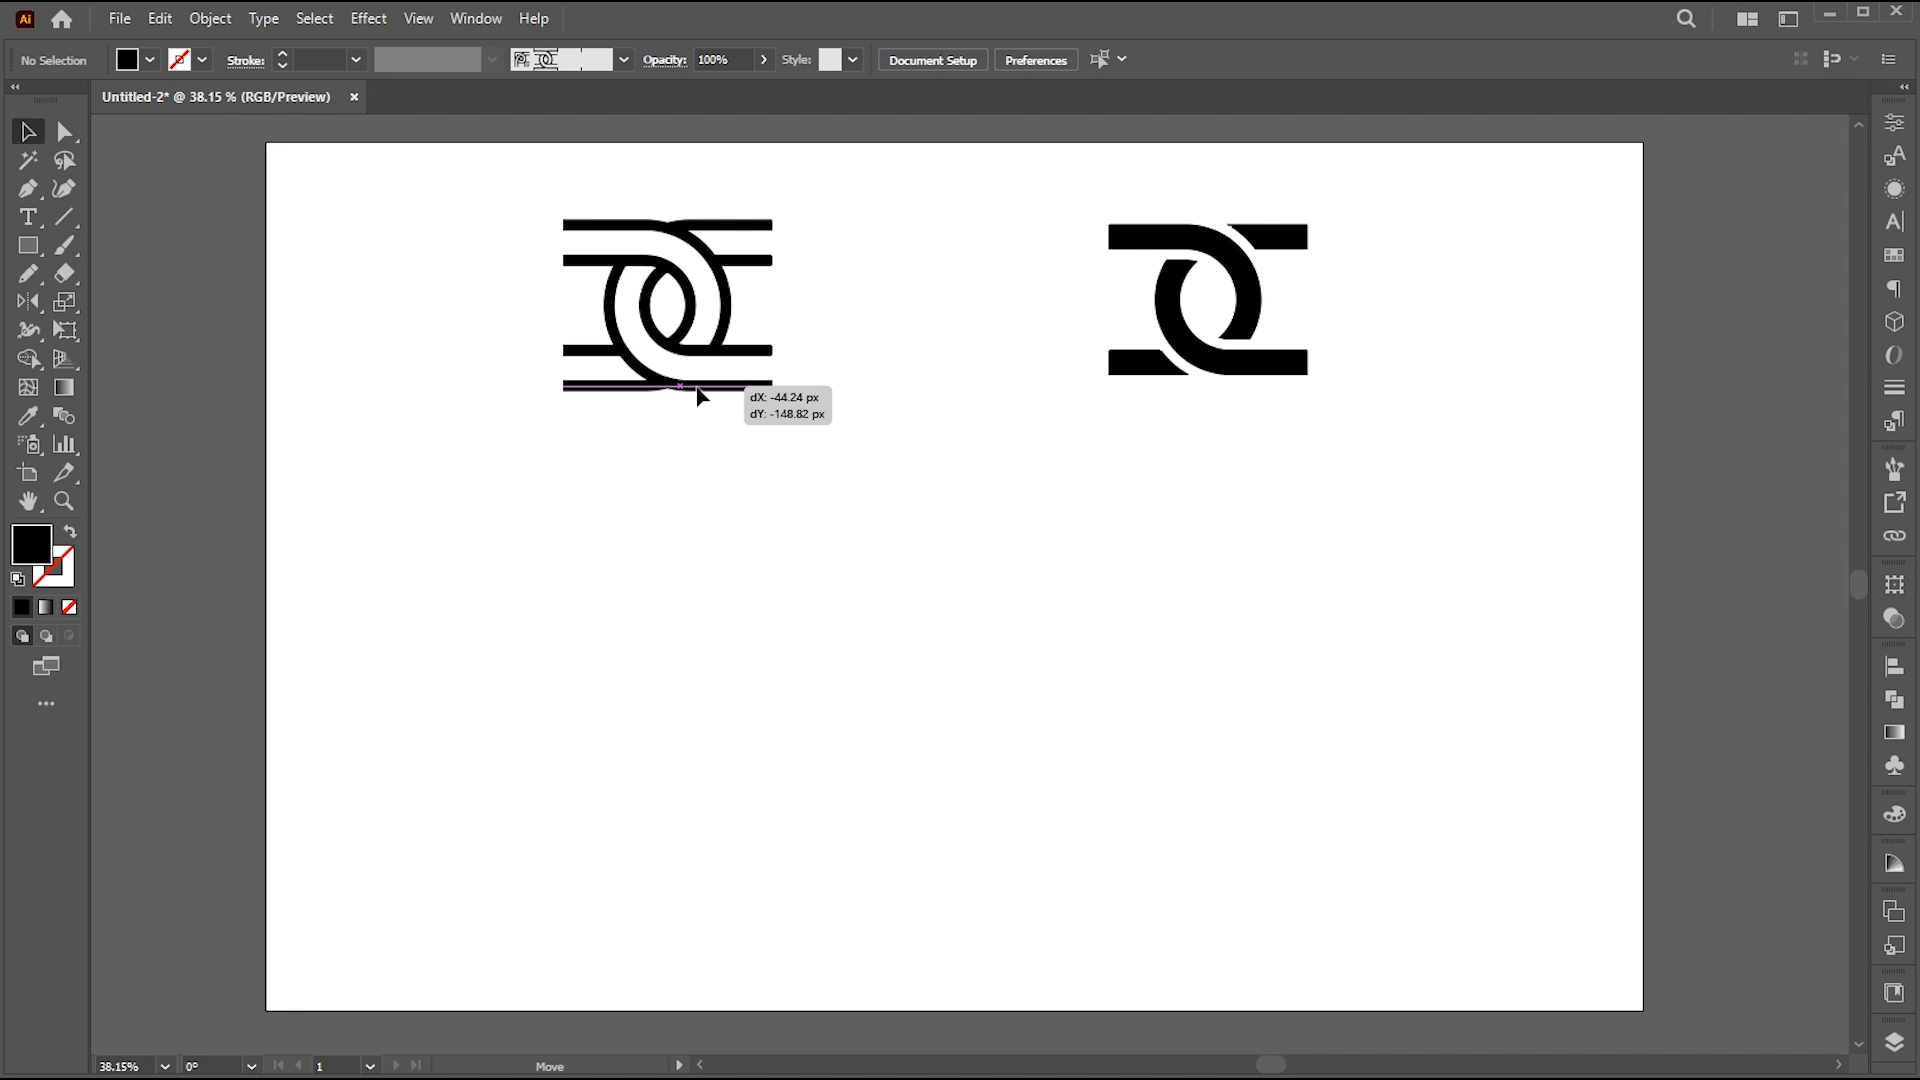 Ai File Edit Object Type Select Effect View Window Help
No Selection Stroke: Opacity: 100% Style: Document Setup Preferences
Untitled-2* @ 38.15 % (RGB/Preview)
dX: -44.24 px
dY: -148.82 px
38.15% 0° 1 Move